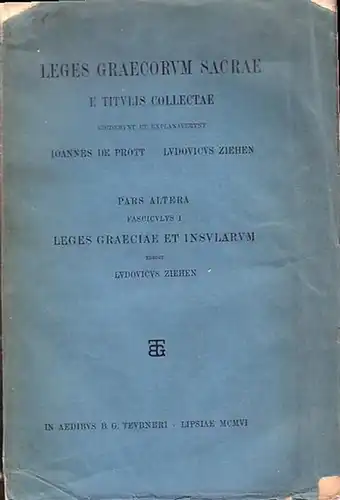 LEGES GRAECORVM SACRAE
E TITVLIS COLLECTAE
EDIDERVNT ET EXPLANAVERVNT
IOANNES DE PROTT LVDOVICVS ZIEHEN
PARS ALTERA
FASCICVLVS I
LEGES GRAECIAE ET INSVLARVM
EDIDIT
LVDOVICVS ZIEHEN
BTG
IN AEDIBVS B. G. TEVBNERI · LIPSIAE MCMVI